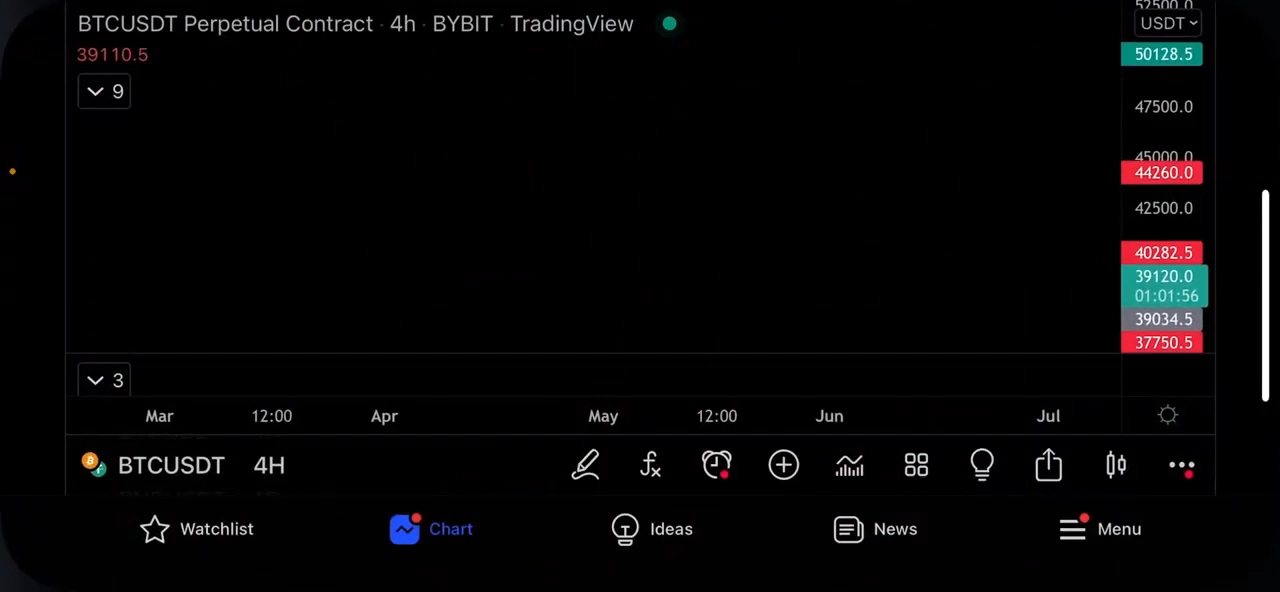 BTCUSDT Perpetual Contract · 4h · BYBIT · TradingView
39110.5
9
52500.0
USDT
50128.5
47500.0
45000.0
44260.0
42500.0
40282.5
39120.0
01:01:56
39034.5
37750.5
3
Mar 12:00 Apr May 12:00 Jun Jul
BTCUSDT 4H
Watchlist Chart Ideas News Menu